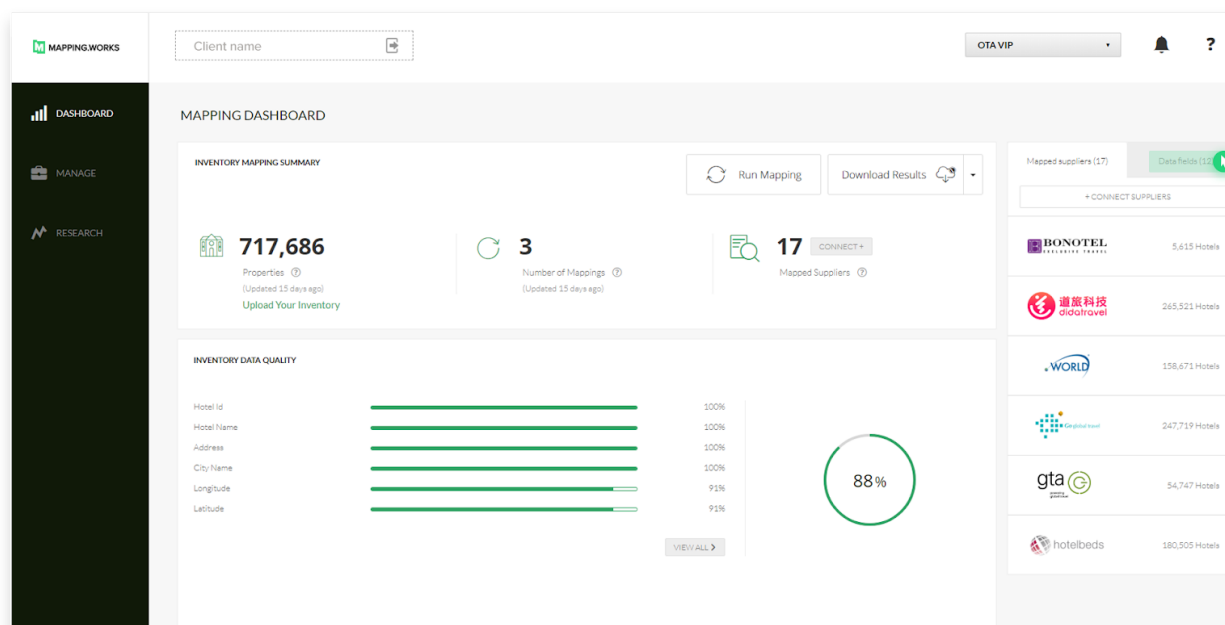 MAPPING.WORKS
Client name
OTA VIP
?
DASHBOARD
MANAGE
RESEARCH
MAPPING DASHBOARD
INVENTORY MAPPING SUMMARY
Run Mapping
Download Results
717,686
Properties ?
(Updated 15 days ago)
Upload Your Inventory
3
Number of Mappings ?
(Updated 15 days ago)
17 CONNECT +
Mapped Suppliers ?
INVENTORY DATA QUALITY
Hotel Id 100%
Hotel Name 100%
Address 100%
City Name 100%
Longitude 91%
Latitude 91%
88%
VIEW ALL
Mapped suppliers (17)
Data fields (12)
+ CONNECT SUPPLIERS
BONOTEL
EXCLUSIVE TRAVEL
5,615 Hotels
道旅科技
didatravel
265,521 Hotels
.WORLD
158,671 Hotels
Go global travel
247,719 Hotels
gta
54,747 Hotels
hotelbeds
180,505 Hotels